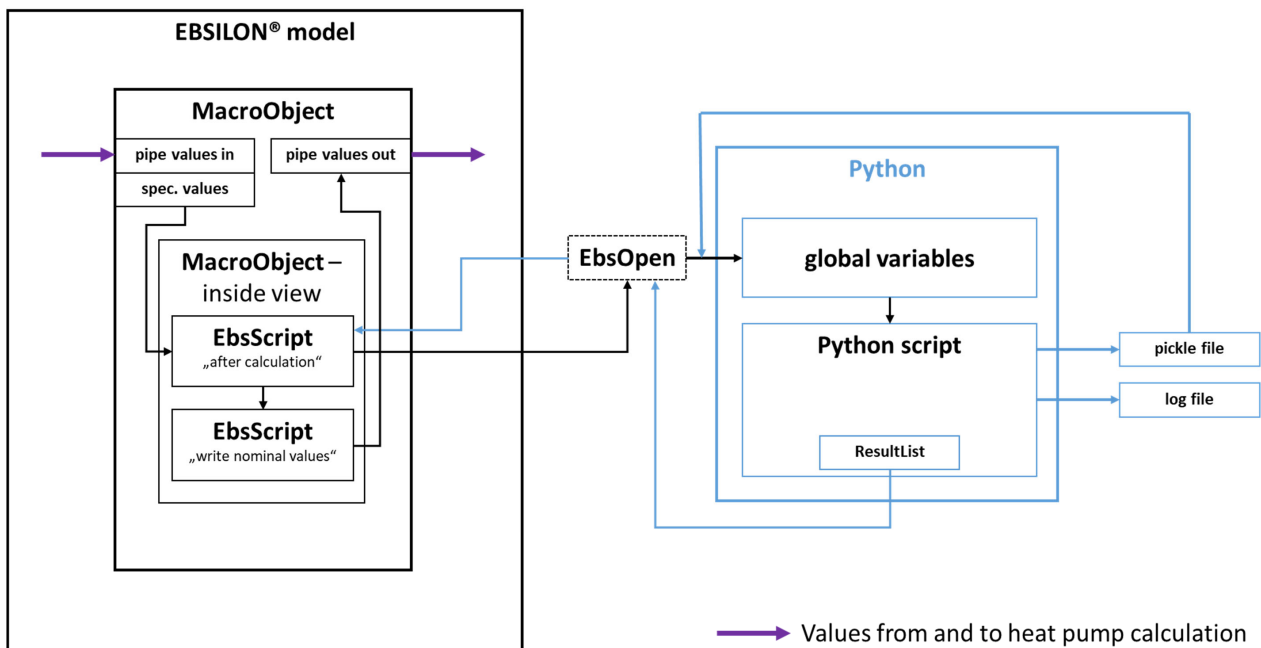 EBSILON® model
MacroObject
pipe values in
pipe values out
spec. values
MacroObject –
inside view
EbsScript
„after calculation“
EbsScript
„write nominal values“
EbsOpen
Python
global variables
Python script
ResultList
pickle file
log file
Values from and to heat pump calculation